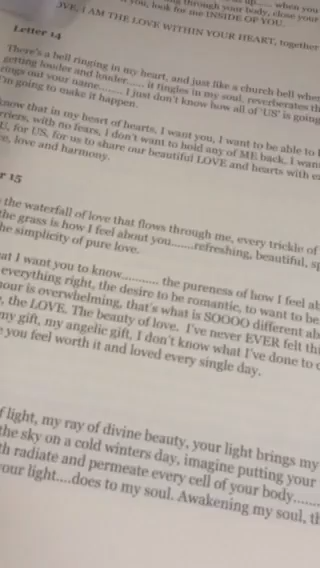 up..... when you
through your body, close your
you, look for me INSIDE OF YOU.
OVE, I AM THE LOVE WITHIN YOUR HEART, together
Letter 14
There's a bell ringing in my heart, and just like a church bell when
getting louder and louder...... it tingles in my soul, reverberates th
rings out your name........ I just don't know how all of 'US' is going
I'm going to make it happen.
know that in my heart of hearts, I want you, I want to be able to
rriers, with no fears, I don't want to hold any of ME back, I want
U, for US, for us to share our beautiful LOVE and hearts with ea
ce, love and harmony.
r 15
the waterfall of love that flows through me, every trickle of
the grass is how I feel about you.......refreshing, beautiful, sp
he simplicity of pure love.
at I want you to know........... the pureness of how I feel ab
everything right, the desire to be romantic, to want to be
our is overwhelming, that's what is SOOOO different ab
, the LOVE. The beauty of love. I've never EVER felt thi
my gift, my angelic gift, I don't know what I've done to
e you feel worth it and loved every single day.
f light, my ray of divine beauty, your light brings my
the sky on a cold winters day, imagine putting your
th radiate and permeate every cell of your body........
your light....does to my soul. Awakening my soul, th